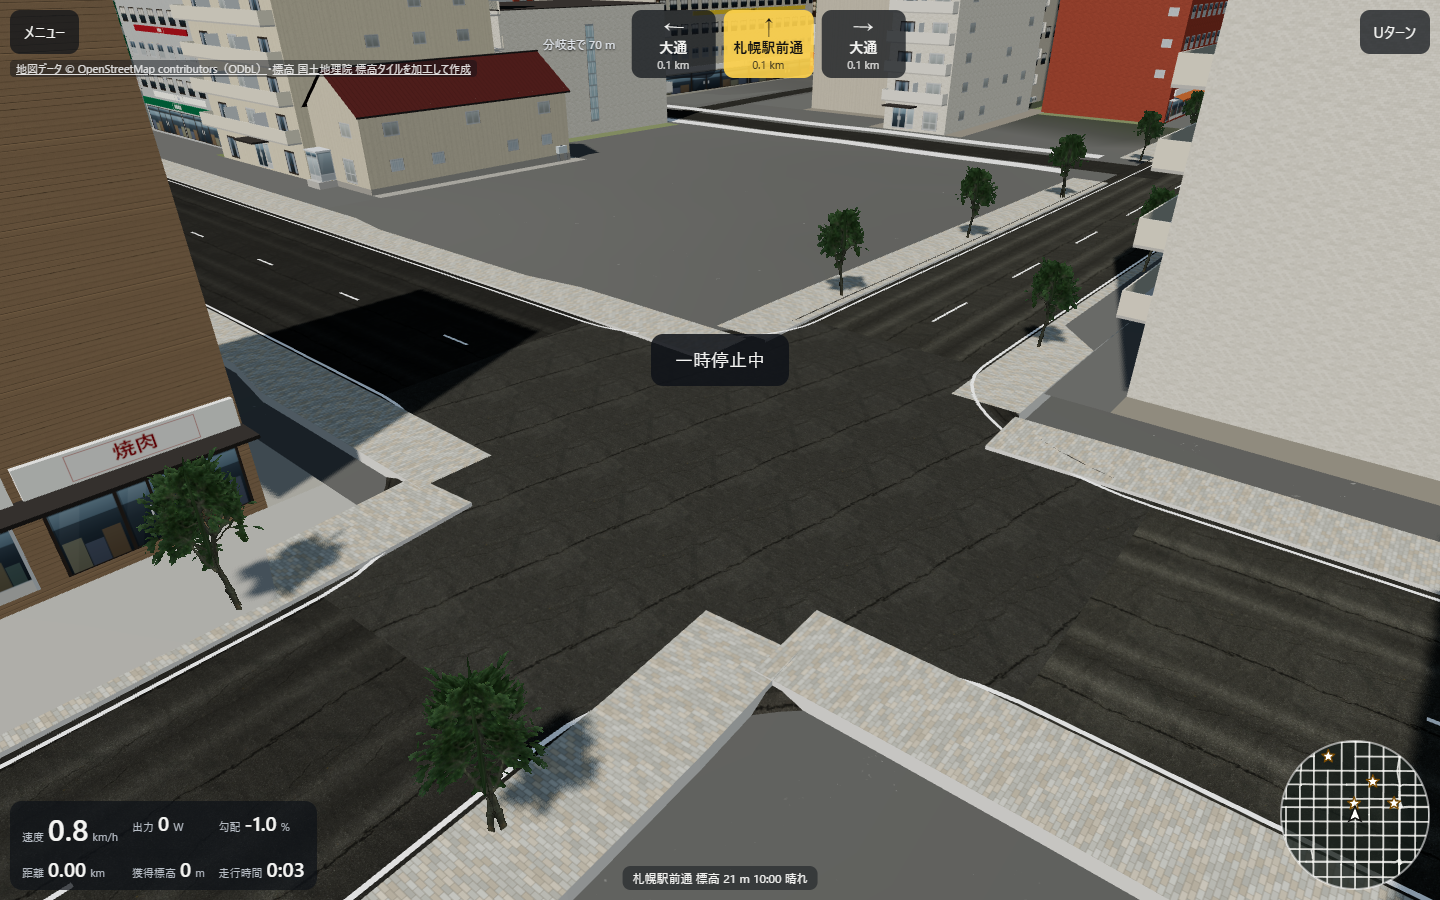 メニュー
地図データ © OpenStreetMap contributors（ODbL）・標高 国土地理院 標高タイルを加工して作成
分岐まで 70 m
←
大通
0.1 km
↑
札幌駅前通
0.1 km
→
大通
0.1 km
Uターン
一時停止中
焼肉
速度 0.8 km/h 出力 0 W 勾配 -1.0 %
距離 0.00 km 獲得標高 0 m 走行時間 0:03
札幌駅前通 標高 21 m 10:00 晴れ